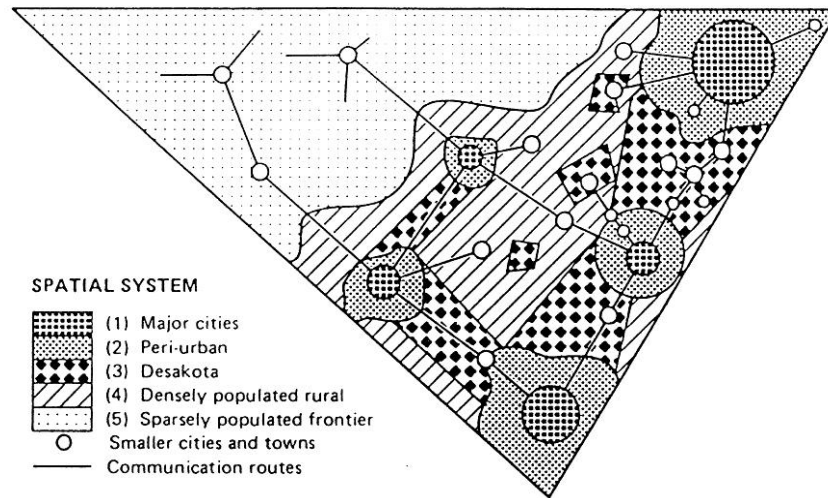 SPATIAL SYSTEM
(1) Major cities
(2) Peri-urban
(3) Desakota
(4) Densely populated rural
(5) Sparsely populated frontier
Smaller cities and towns
Communication routes